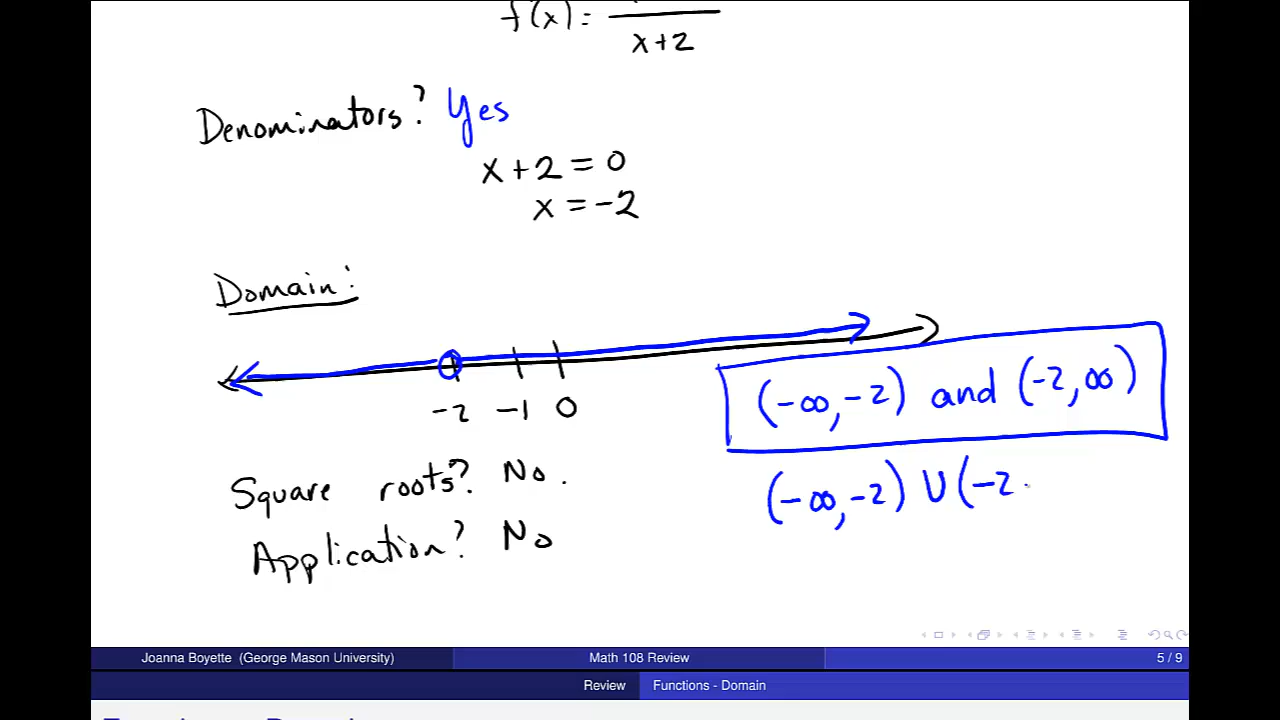 f(x) =
x+2
Denominators? Yes
x+2 = 0
x = -2
Domain:
-2 -1 0
(-∞, -2) and (-2, ∞)
Square roots? No.
(-∞, -2) ∪ (-2
Application? No
Joanna Boyette (George Mason University) Math 108 Review 5 / 9
Review Functions - Domain